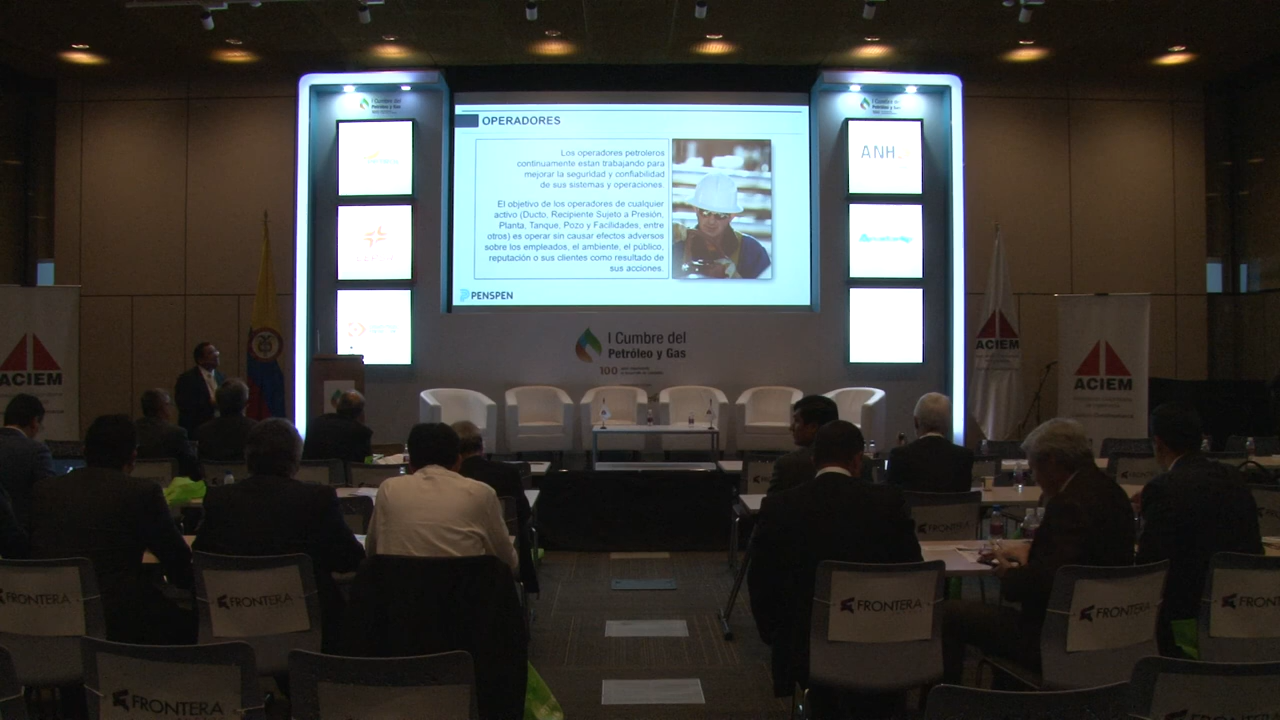 I Cumbre del
Petróleo y Gas
I Cumbre del
Petróleo y Gas
ANH
OPERADORES
Los operadores petroleros
continuamente estan trabajando para
mejorar la seguridad y confiabilidad
de sus sistemas y operaciones.
El objetivo de los operadores de cualquier
activo (Ducto, Recipiente Sujeto a Presión,
Planta, Tanque, Pozo y Facilidades, entre
otros) es operar sin causar efectos adversos
sobre los empleados, el ambiente, el público,
reputación o sus clientes como resultado de
sus acciones.
PENSPEN
I Cumbre del
Petróleo y Gas
100
ACIEM
ACIEM
ACIEM
FRONTERA
FRONTERA
FRONTERA
FRONTERA
FRONTERA
FRONTERA
FRONTERA